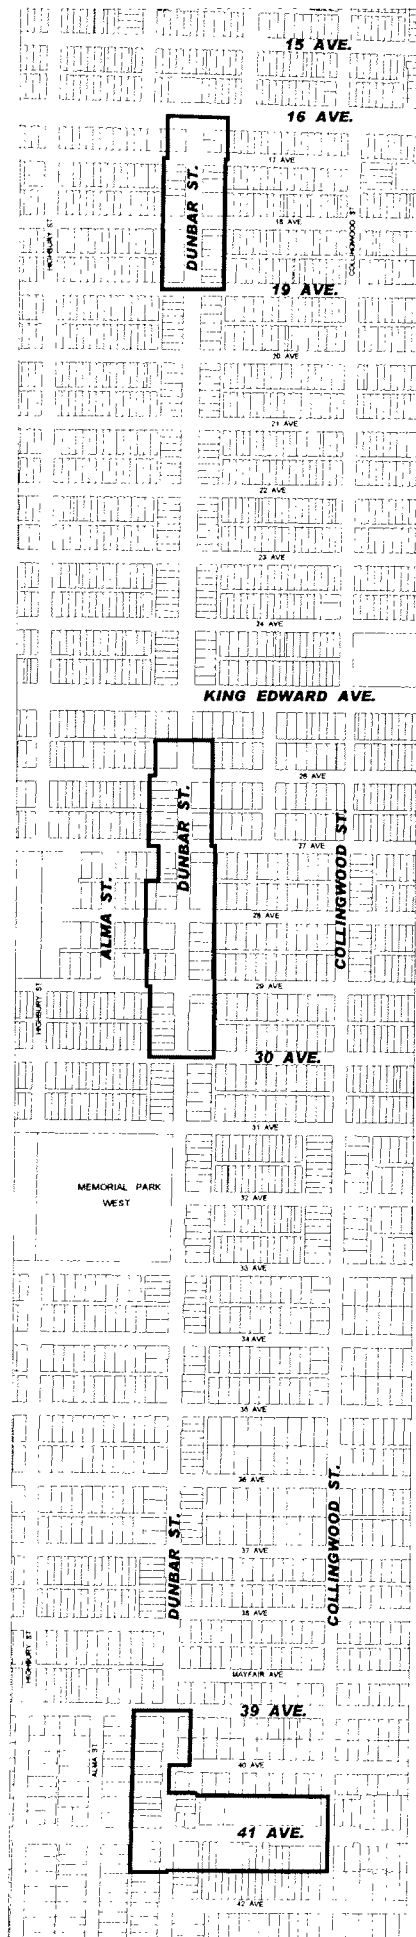 15 AVE.
16 AVE.
17 AVE
DUNBAR ST.
18 AVE
HIGHBURY ST
COLLINGWOOD ST
19 AVE.
20 AVE
21 AVE
22 AVE
23 AVE
24 AVE
KING EDWARD AVE.
26 AVE
DUNBAR ST.
27 AVE
COLLINGWOOD ST.
ALMA ST.
28 AVE
29 AVE
HIGHBURY ST
30 AVE.
31 AVE
MEMORIAL PARK
WEST
32 AVE
33 AVE
34 AVE
35 AVE
36 AVE
DUNBAR ST.
COLLINGWOOD ST.
37 AVE
38 AVE
HIGHBURY ST
MAYFAIR AVE
39 AVE.
ALMA ST
40 AVE
41 AVE.
42 AVE